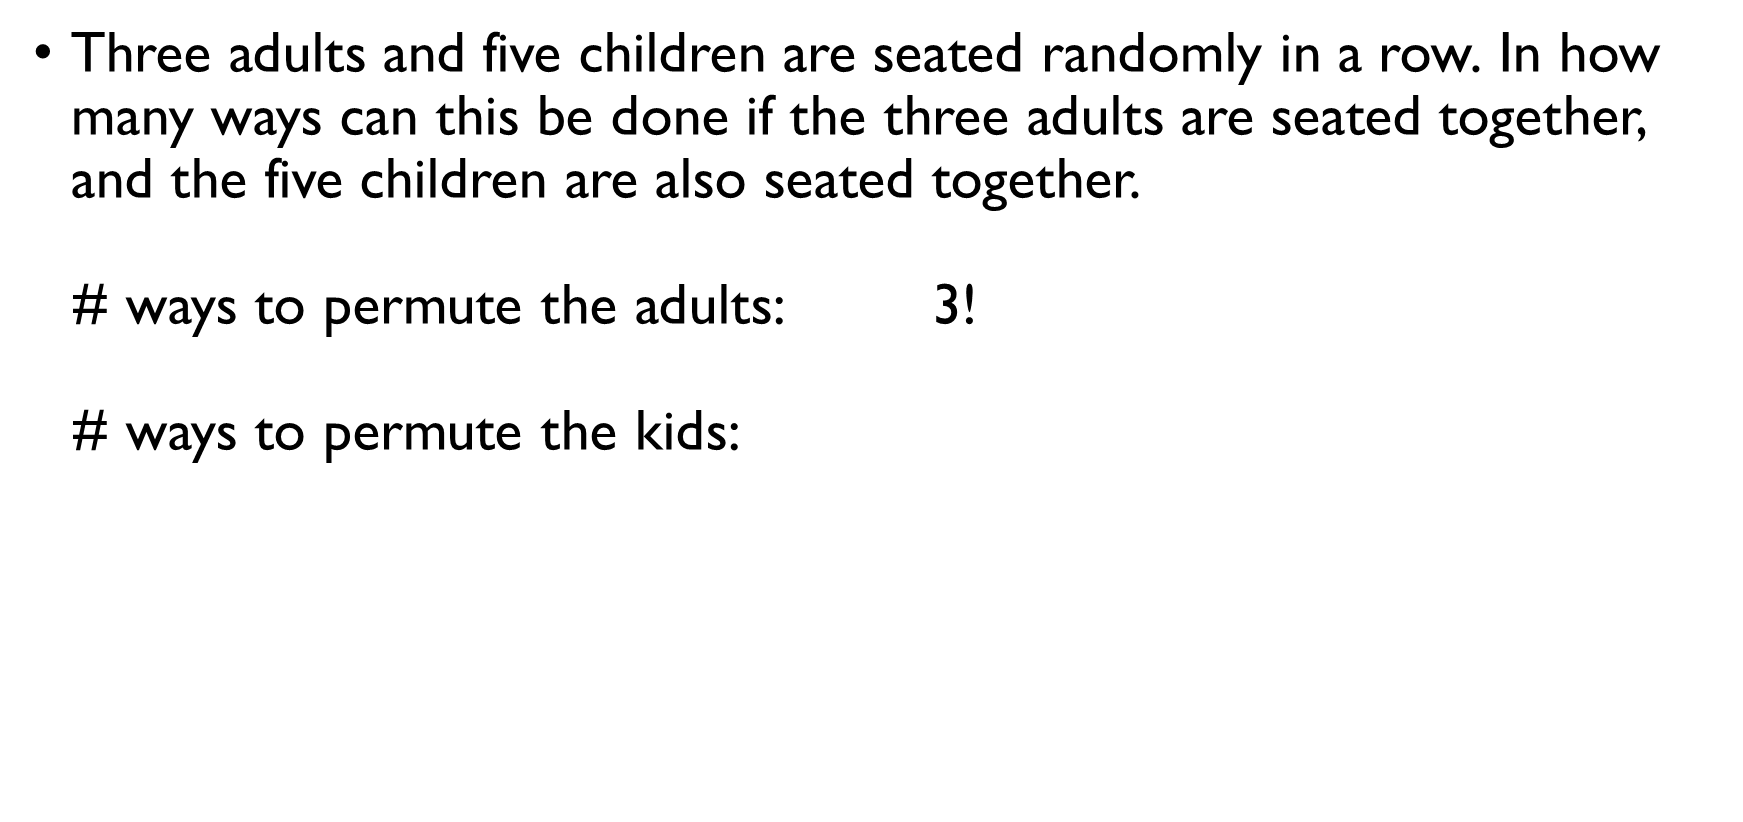 • Three adults and five children are seated randomly in a row. In how
many ways can this be done if the three adults are seated together,
and the five children are also seated together.
# ways to permute the adults: 3!
# ways to permute the kids: